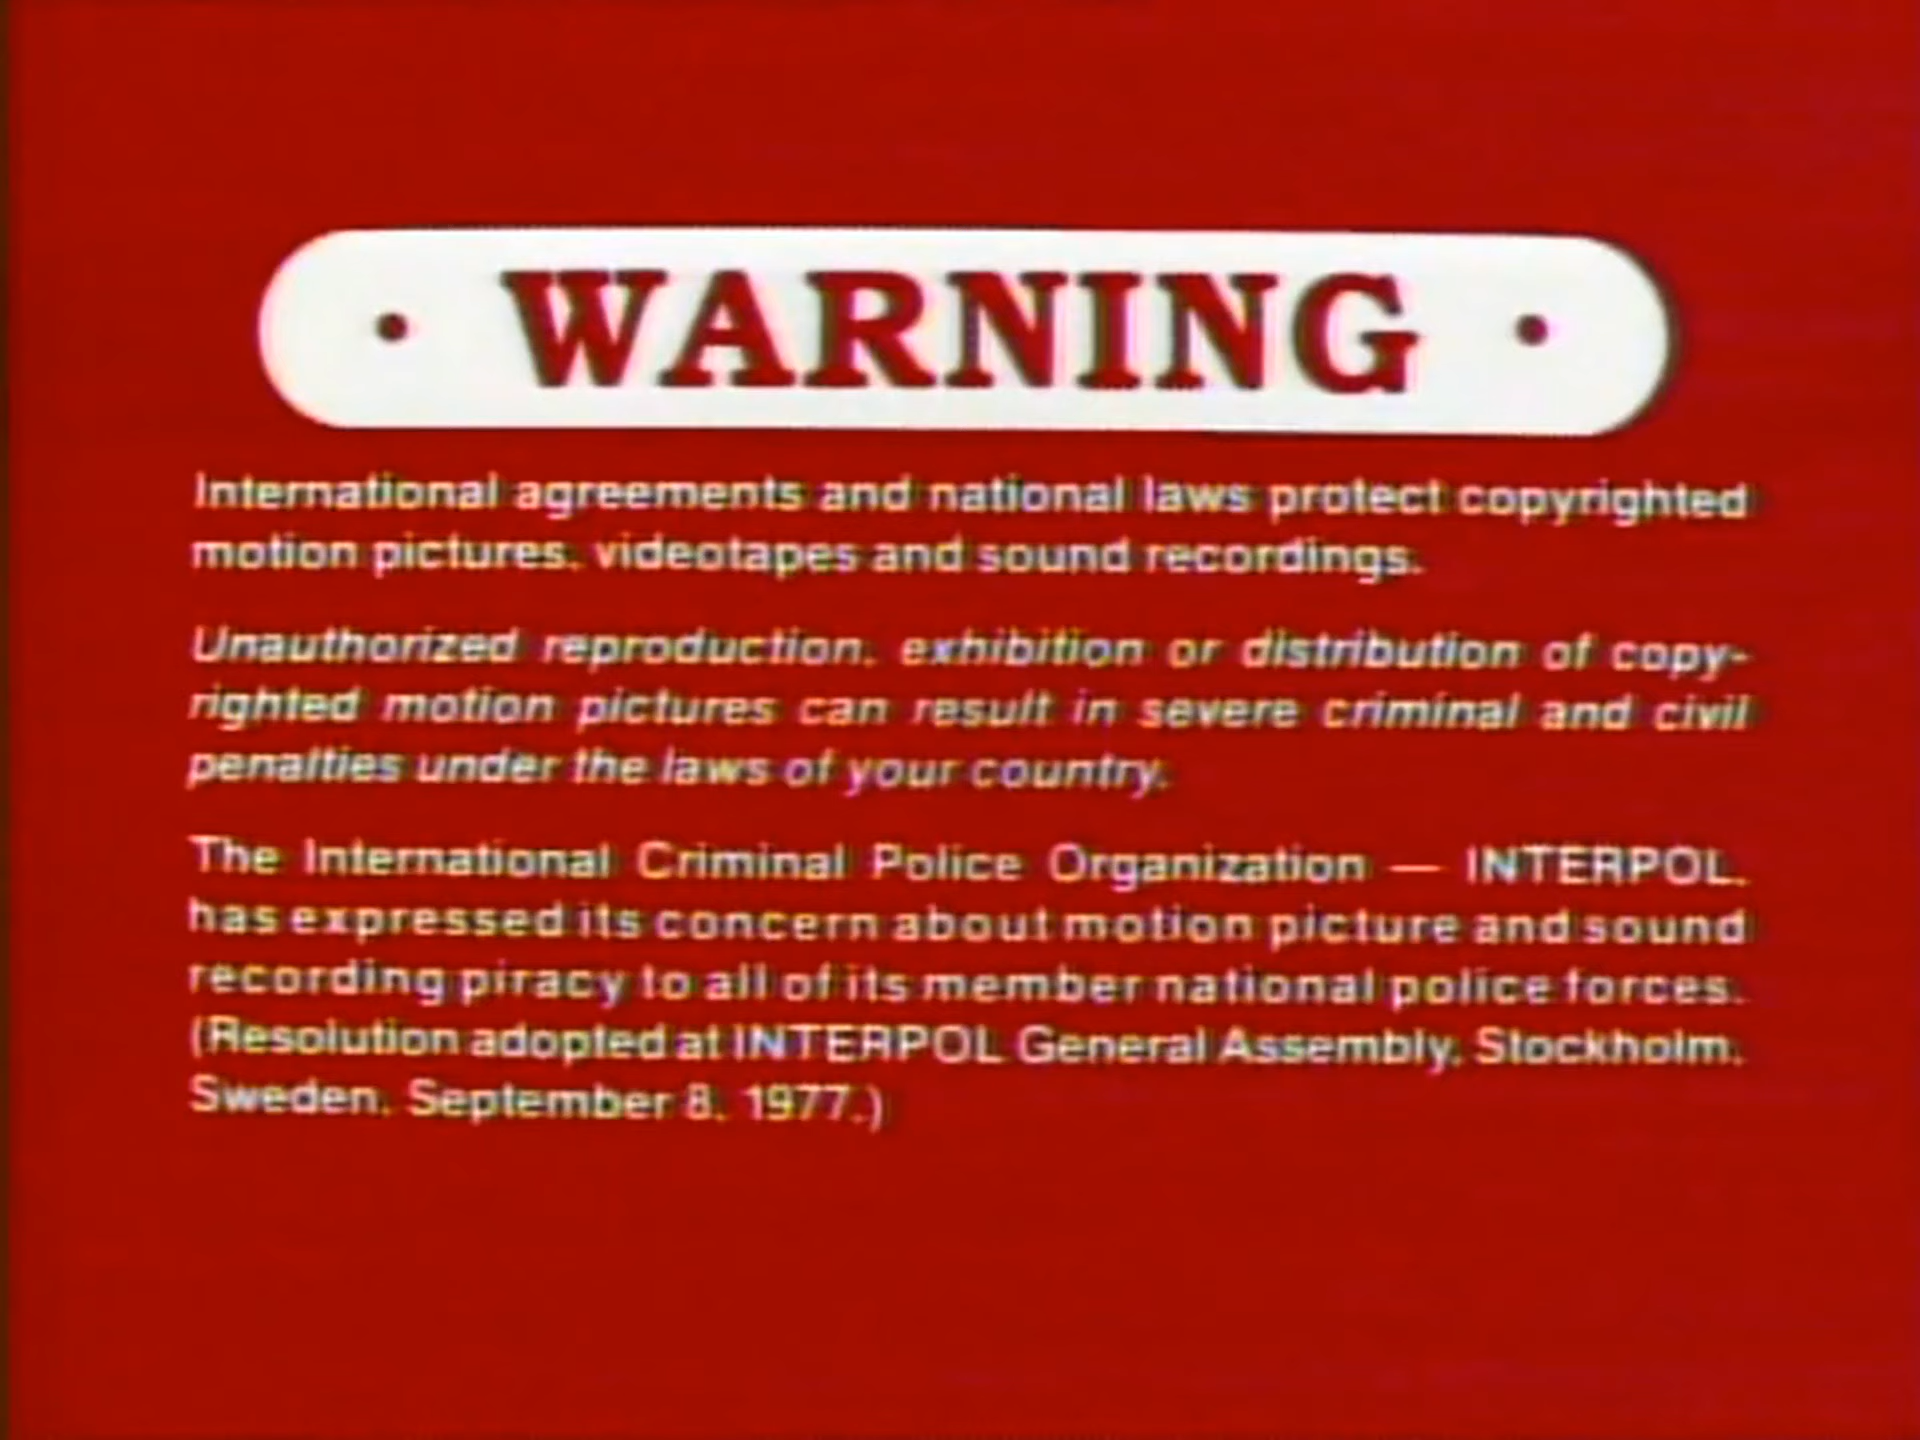 • WARNING •
International agreements and national laws protect copyrighted
motion pictures, videotapes and sound recordings.
Unauthorized reproduction, exhibition or distribution of copy-
righted motion pictures can result in severe criminal and civil
penalties under the laws of your country.
The International Criminal Police Organization — INTERPOL,
has expressed its concern about motion picture and sound
recording piracy to all of its member national police forces.
(Resolution adopted at INTERPOL General Assembly, Stockholm,
Sweden, September 8, 1977.)